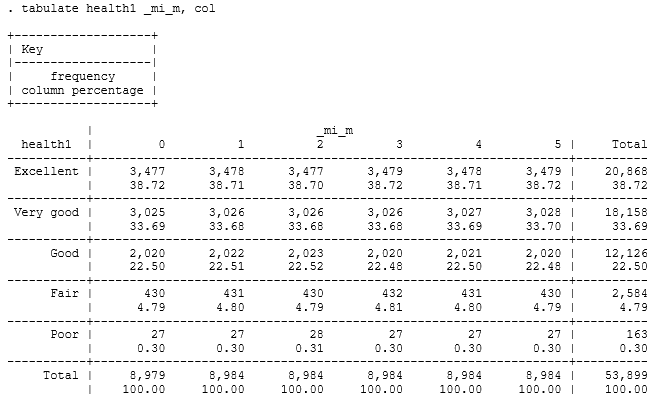 . tabulate health1 _mi_m, col
+-------------------+
| Key               |
|-------------------|
|     frequency     |
| column percentage |
+-------------------+
           |                          _mi_m
   health1 |         0          1          2          3          4          5 |     Total
-----------+------------------------------------------------------------------+----------
 Excellent |     3,477      3,478      3,477      3,479      3,478      3,479 |    20,868
           |     38.72      38.71      38.70      38.72      38.71      38.72 |     38.72
-----------+------------------------------------------------------------------+----------
 Very good |     3,025      3,026      3,026      3,026      3,027      3,028 |    18,158
           |     33.69      33.68      33.68      33.68      33.69      33.70 |     33.69
-----------+------------------------------------------------------------------+----------
      Good |     2,020      2,022      2,023      2,020      2,021      2,020 |    12,126
           |     22.50      22.51      22.52      22.48      22.50      22.48 |     22.50
-----------+------------------------------------------------------------------+----------
      Fair |       430        431        430        432        431        430 |     2,584
           |      4.79       4.80       4.79       4.81       4.80       4.79 |      4.79
-----------+------------------------------------------------------------------+----------
      Poor |        27         27         28         27         27         27 |       163
           |      0.30       0.30       0.31       0.30       0.30       0.30 |      0.30
-----------+------------------------------------------------------------------+----------
     Total |     8,979      8,984      8,984      8,984      8,984      8,984 |    53,899
           |    100.00     100.00     100.00     100.00     100.00     100.00 |    100.00